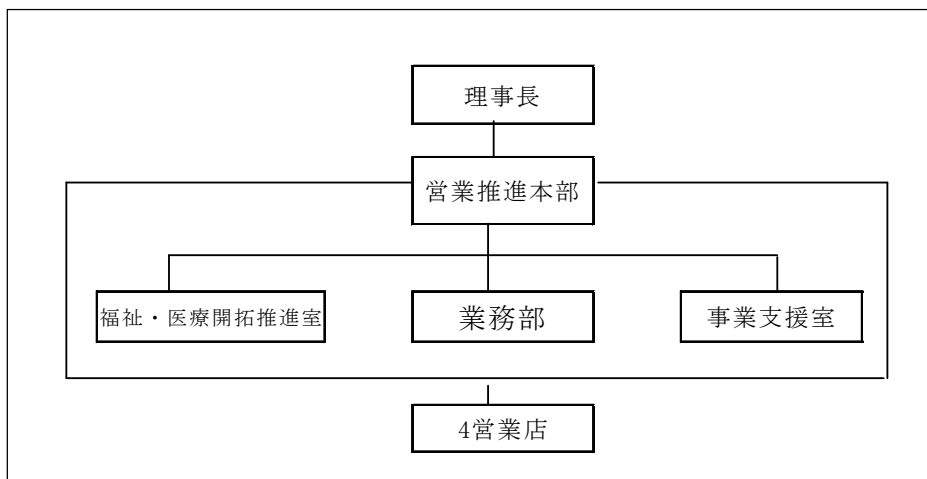 理事長
営業推進本部
福祉・医療開拓推進室
業務部
事業支援室
4営業店